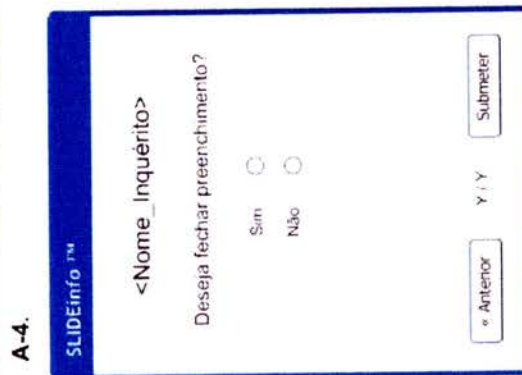 A-4.
SLIDEinfo ™
<Nome_Inquérito>
Deseja fechar preenchimento?
Sim
Não
« Anterior Y / Y Submeter